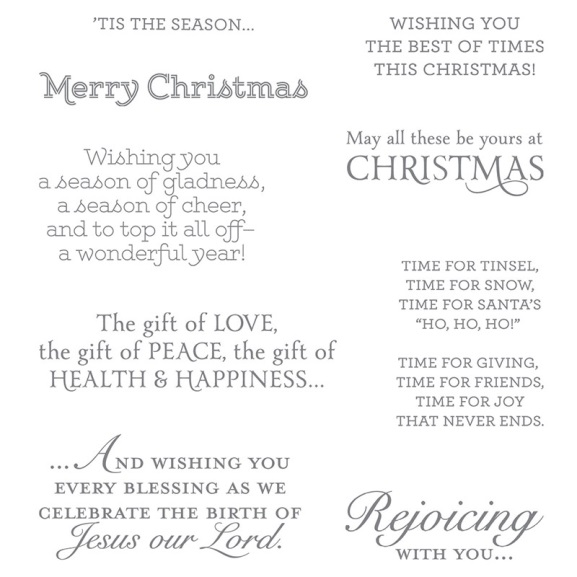 'TIS THE SEASON...
Merry Christmas
Wishing you
a season of gladness,
a season of cheer,
and to top it all off–
a wonderful year!
The gift of LOVE,
the gift of PEACE, the gift of
HEALTH & HAPPINESS...
...AND WISHING YOU
EVERY BLESSING AS WE
CELEBRATE THE BIRTH OF
Jesus our Lord.
WISHING YOU
THE BEST OF TIMES
THIS CHRISTMAS!
May all these be yours at
CHRISTMAS
TIME FOR TINSEL,
TIME FOR SNOW,
TIME FOR SANTA'S
“HO, HO, HO!”
TIME FOR GIVING,
TIME FOR FRIENDS,
TIME FOR JOY
THAT NEVER ENDS.
Rejoicing
WITH YOU...